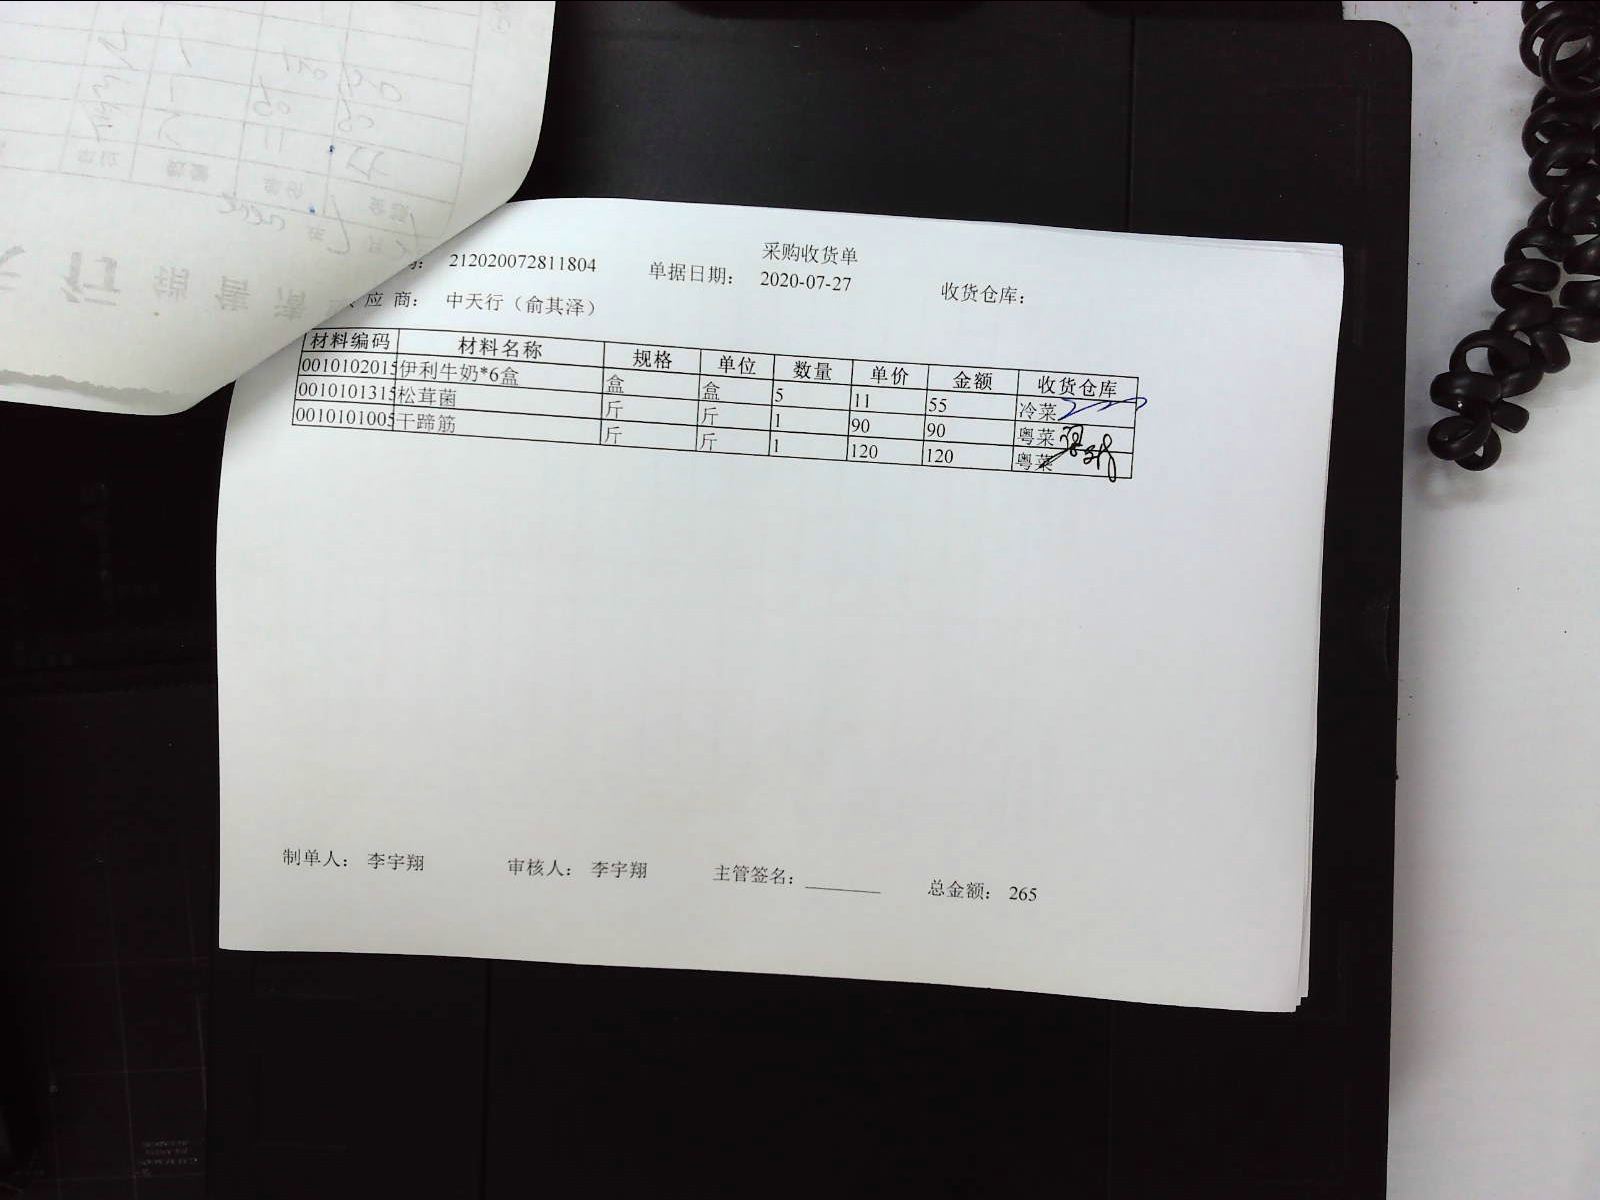 采购收货单
212020072811804 单据日期： 2020-07-27 收货仓库：
应 商： 中天行（俞其泽）
材料编码 材料名称 规格 单位 数量 单价 金额 收货仓库
0010102015 伊利牛奶*6盒 盒 盒 5 11 55 冷菜
0010101315 松茸菌 斤 斤 1 90 90 粤菜
0010101005 干蹄筋 斤 斤 1 120 120 粤菜
制单人： 李宇翔 审核人： 李宇翔 主管签名：________ 总金额： 265